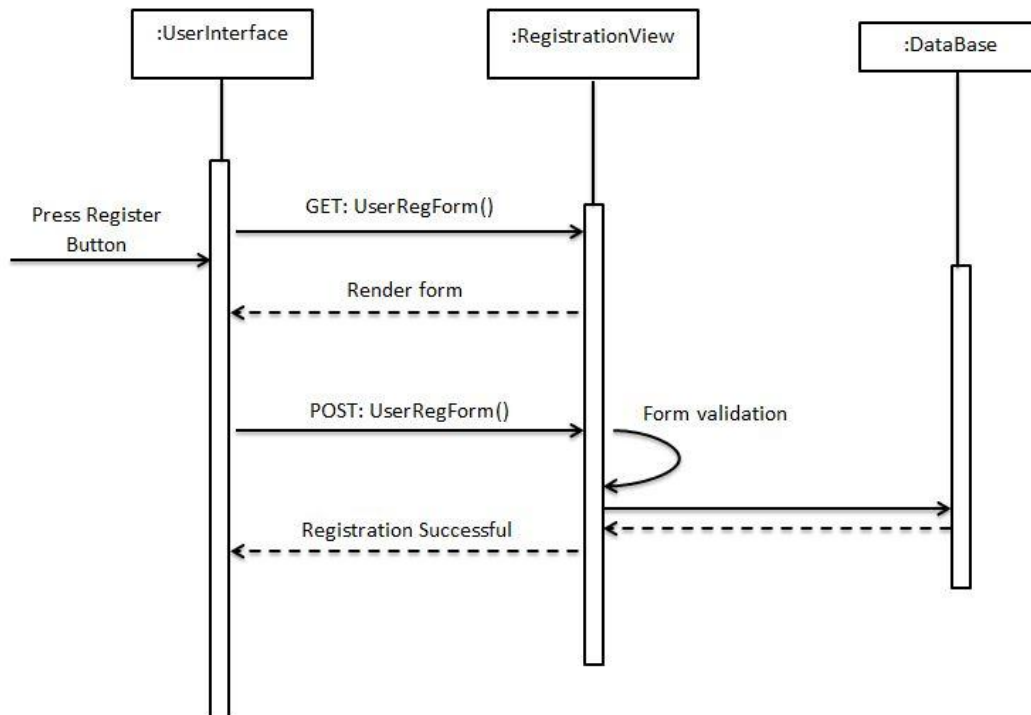 :UserInterface
:RegistrationView
:DataBase
Press Register
Button
GET: UserRegForm()
Render form
POST: UserRegForm()
Form validation
Registration Successful